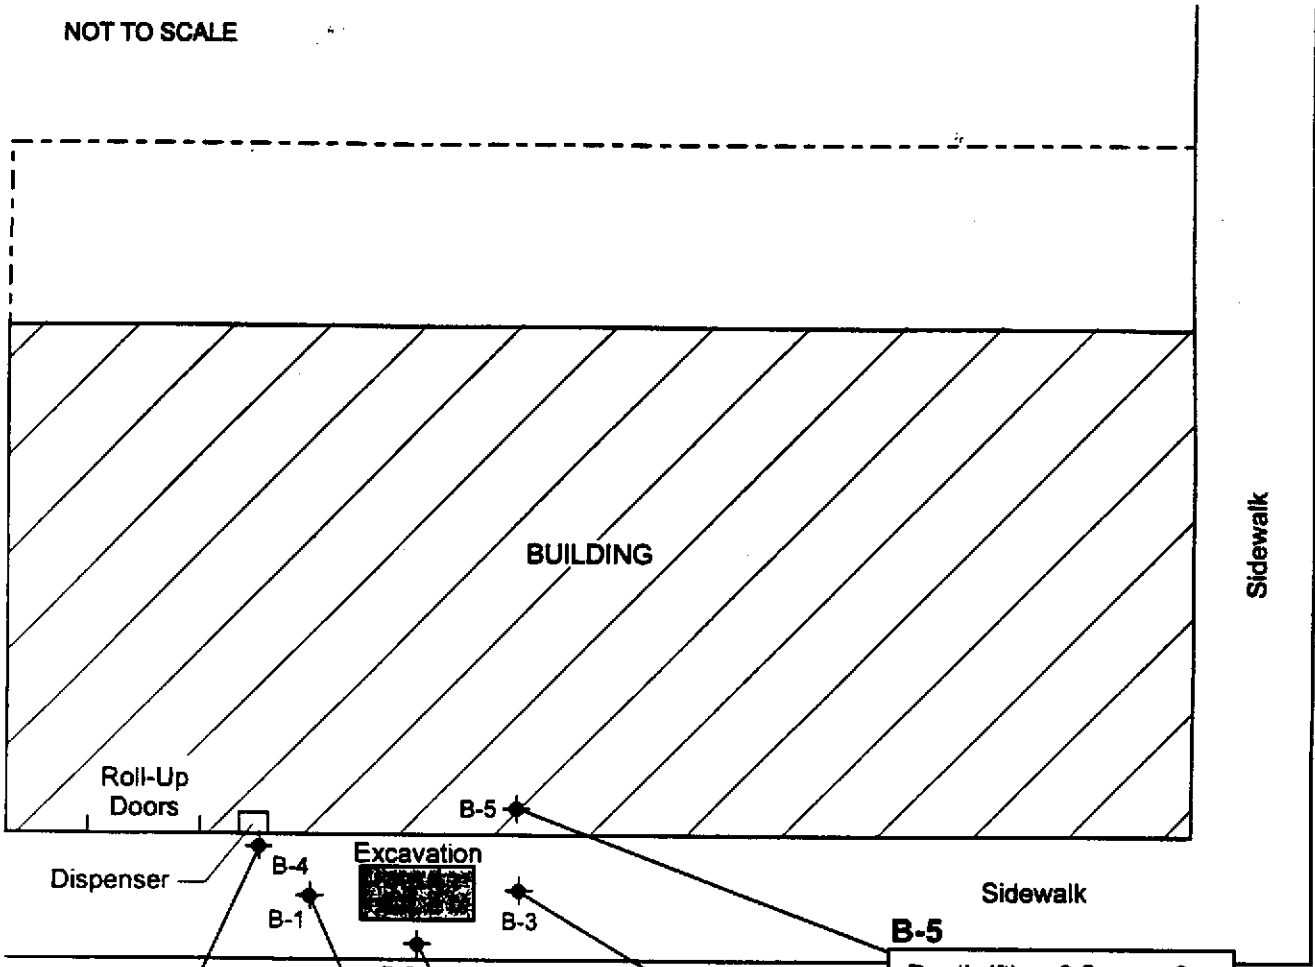 NOT TO SCALE
BUILDING
Sidewalk
Roll-Up
Doors
B-5
Dispenser
B-4
Excavation
B-1
B-3
Sidewalk
B-5